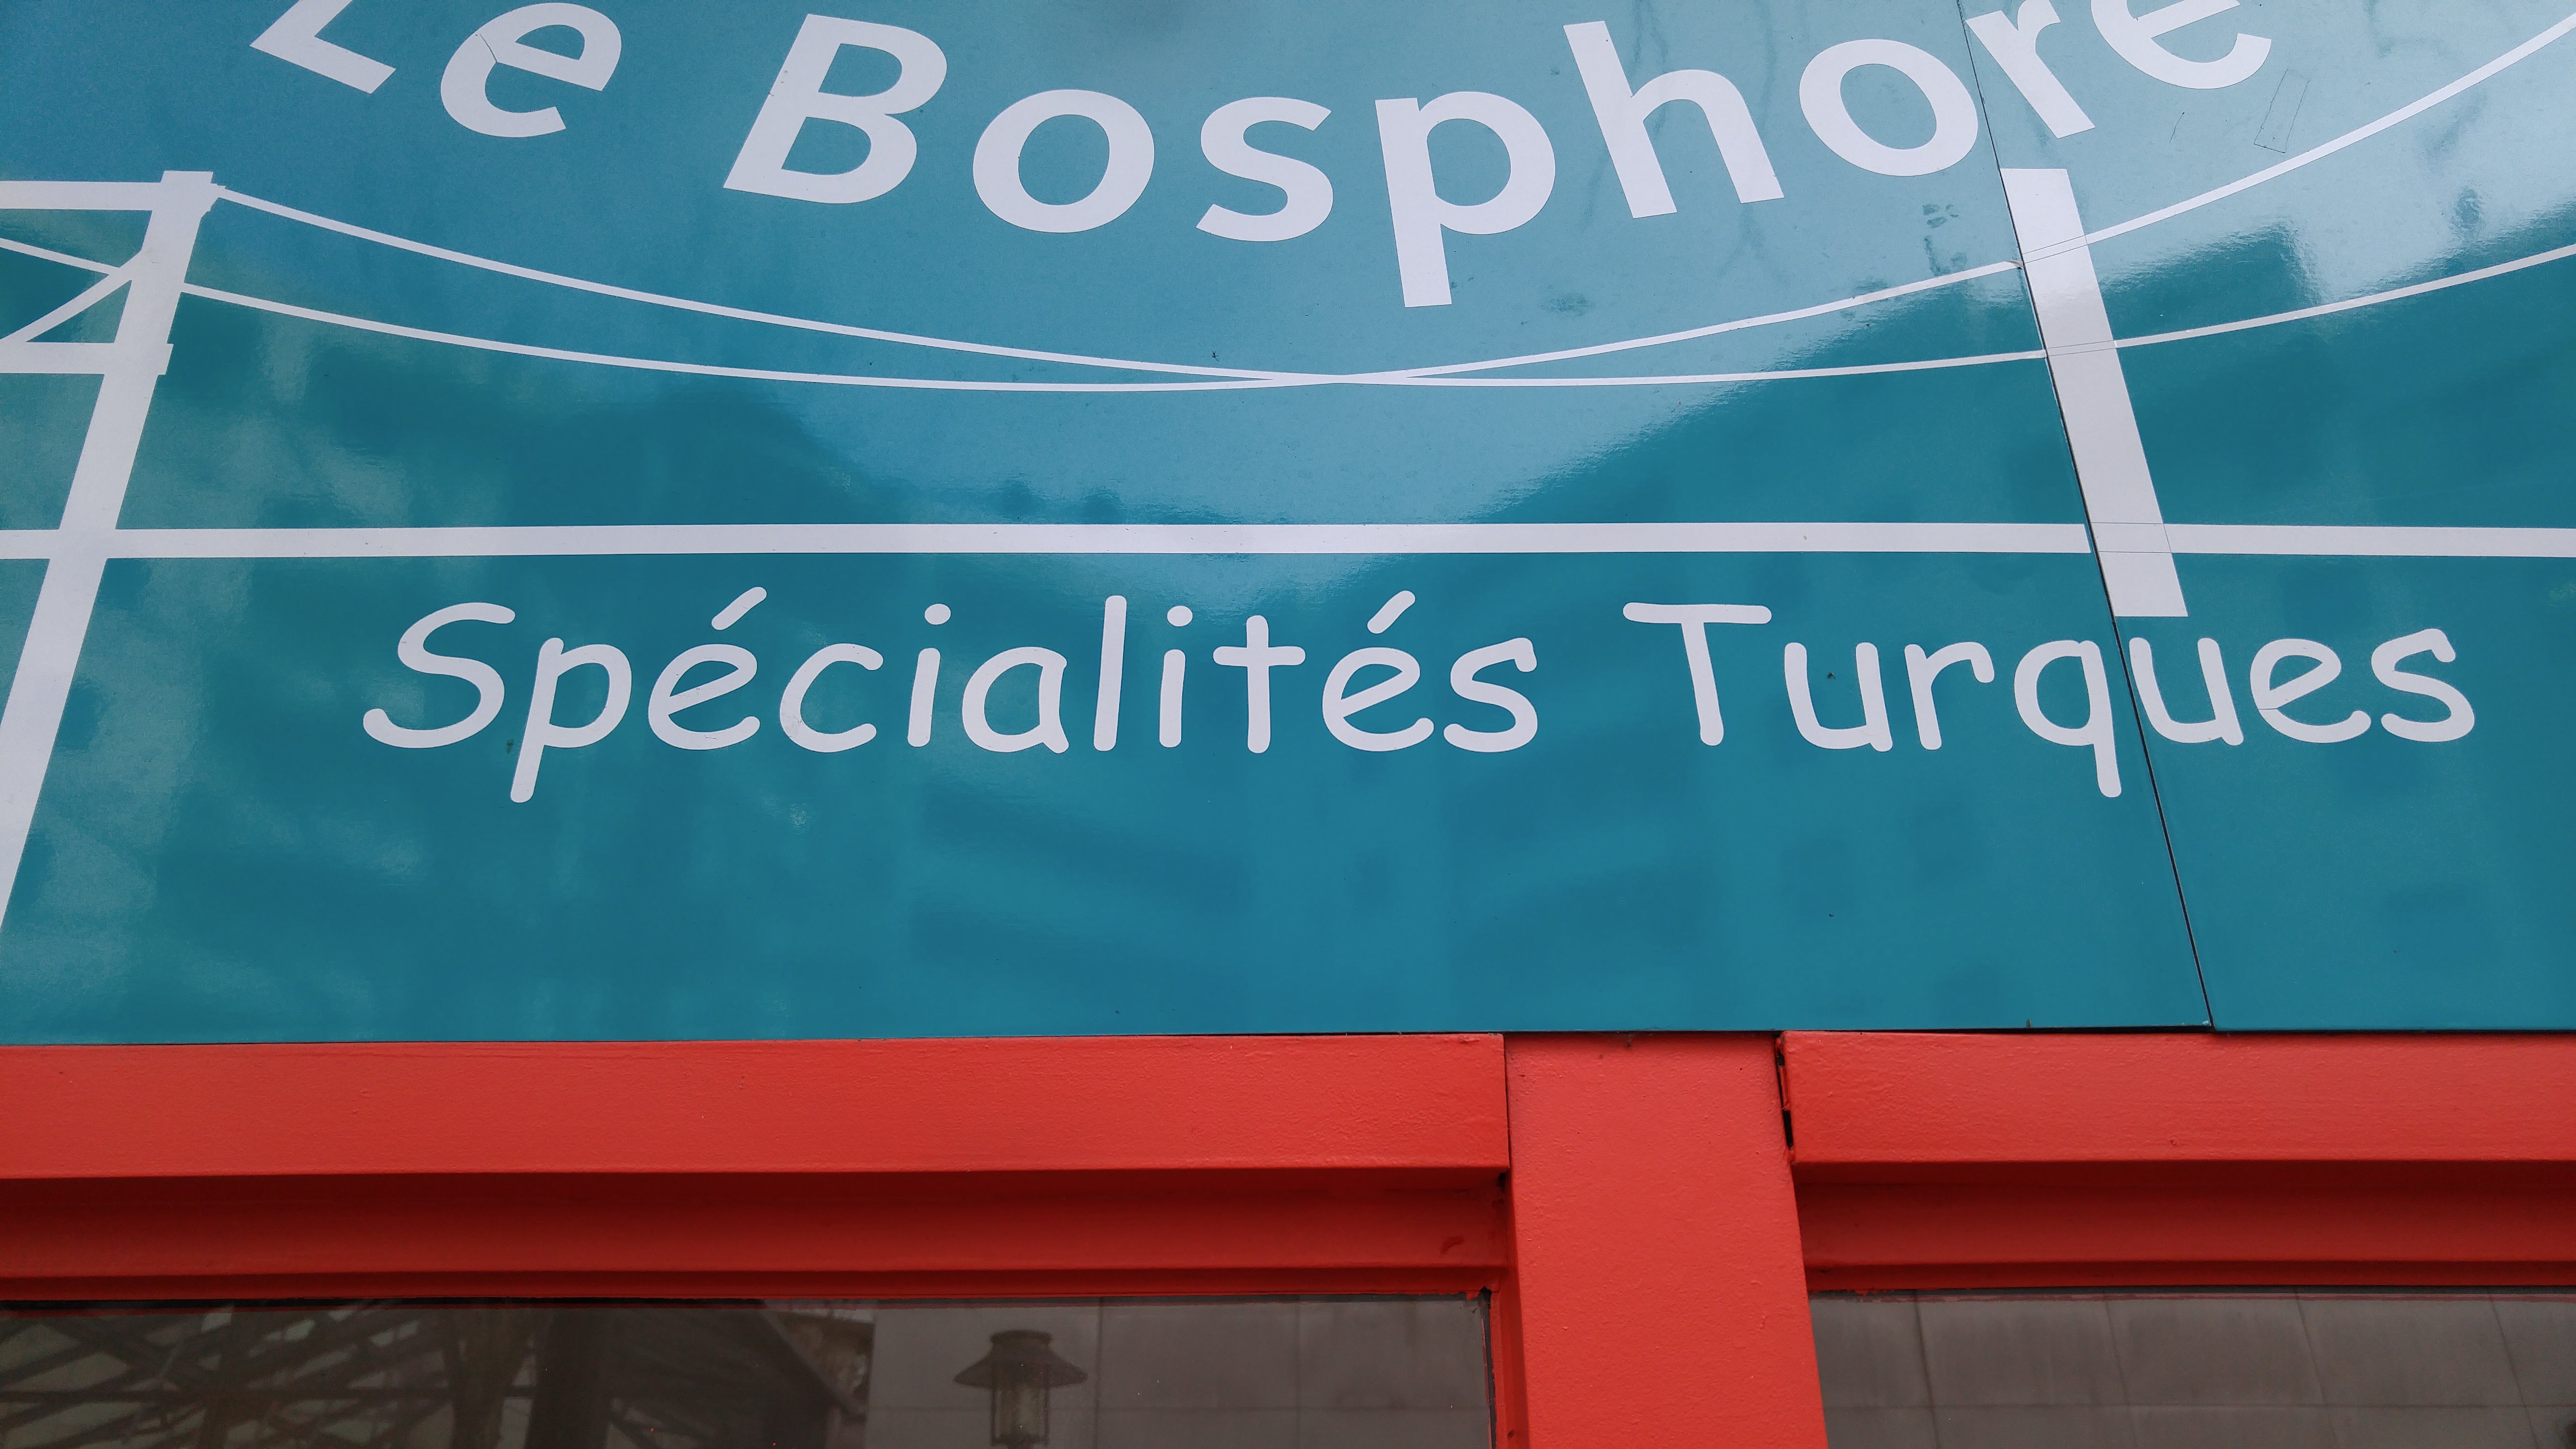 Le Bosphore
Spécialités Turques